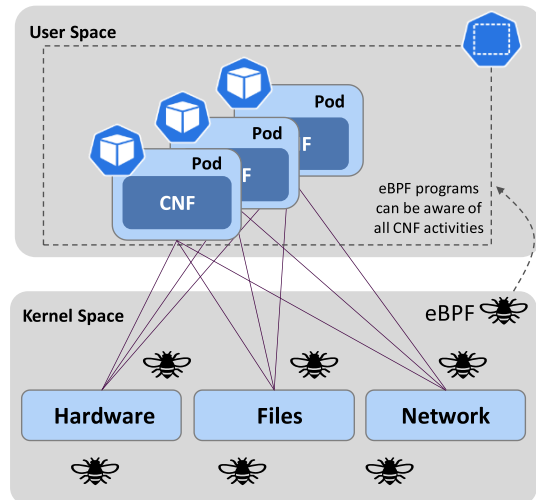 User Space
Pod
Pod
F
Pod
F
CNF
eBPF programs
can be aware of
all CNF activities
eBPF
Kernel Space
Hardware
Files
Network